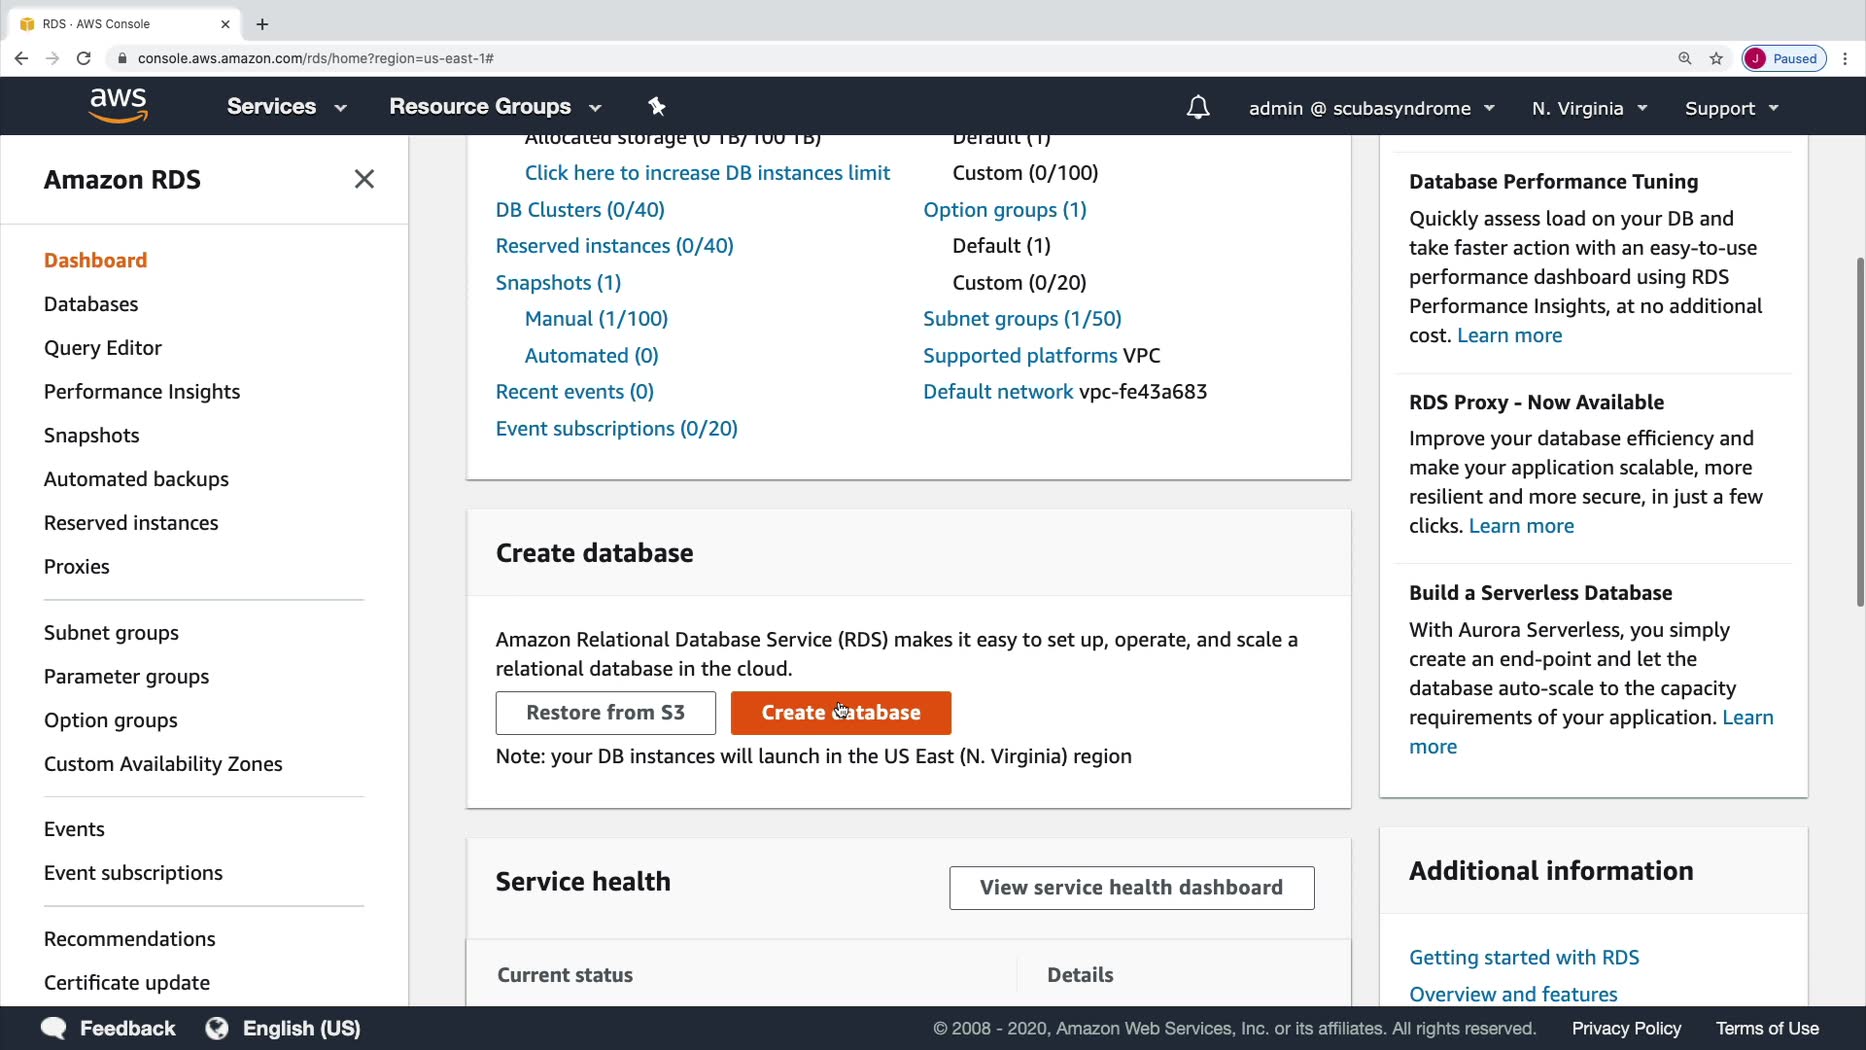 RDS · AWS Console
console.aws.amazon.com/rds/home?region=us-east-1#
J
Paused
aws
Services
Resource Groups
admin @ scubasyndrome
N. Virginia
Support
Amazon RDS
Dashboard
Databases
Query Editor
Performance Insights
Snapshots
Automated backups
Reserved instances
Proxies
Subnet groups
Parameter groups
Option groups
Custom Availability Zones
Events
Event subscriptions
Recommendations
Certificate update
Allocated storage (0 TB/100 TB)
Click here to increase DB instances limit
DB Clusters (0/40)
Reserved instances (0/40)
Snapshots (1)
Manual (1/100)
Automated (0)
Recent events (0)
Event subscriptions (0/20)
Default (1)
Custom (0/100)
Option groups (1)
Default (1)
Custom (0/20)
Subnet groups (1/50)
Supported platforms VPC
Default network vpc-fe43a683
Create database
Amazon Relational Database Service (RDS) makes it easy to set up, operate, and scale a
relational database in the cloud.
Restore from S3
Create database
Note: your DB instances will launch in the US East (N. Virginia) region
Service health
View service health dashboard
Current status
Details
Database Performance Tuning
Quickly assess load on your DB and
take faster action with an easy-to-use
performance dashboard using RDS
Performance Insights, at no additional
cost. Learn more
RDS Proxy - Now Available
Improve your database efficiency and
make your application scalable, more
resilient and more secure, in just a few
clicks. Learn more
Build a Serverless Database
With Aurora Serverless, you simply
create an end-point and let the
database auto-scale to the capacity
requirements of your application. Learn
more
Additional information
Getting started with RDS
Overview and features
Feedback
English (US)
© 2008 - 2020, Amazon Web Services, Inc. or its affiliates. All rights reserved.
Privacy Policy
Terms of Use